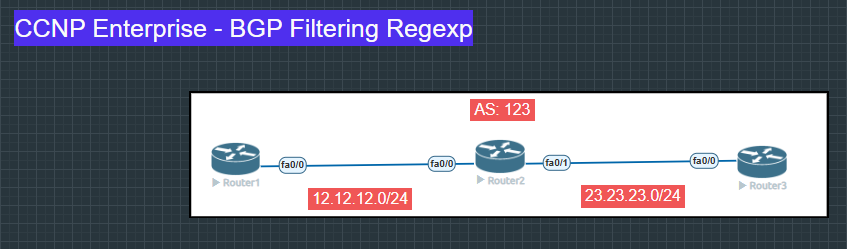 CCNP Enterprise - BGP Filtering Regexp
AS: 123
fa0/0
fa0/0
fa0/1
fa0/0
Router1
Router2
Router3
12.12.12.0/24
23.23.23.0/24